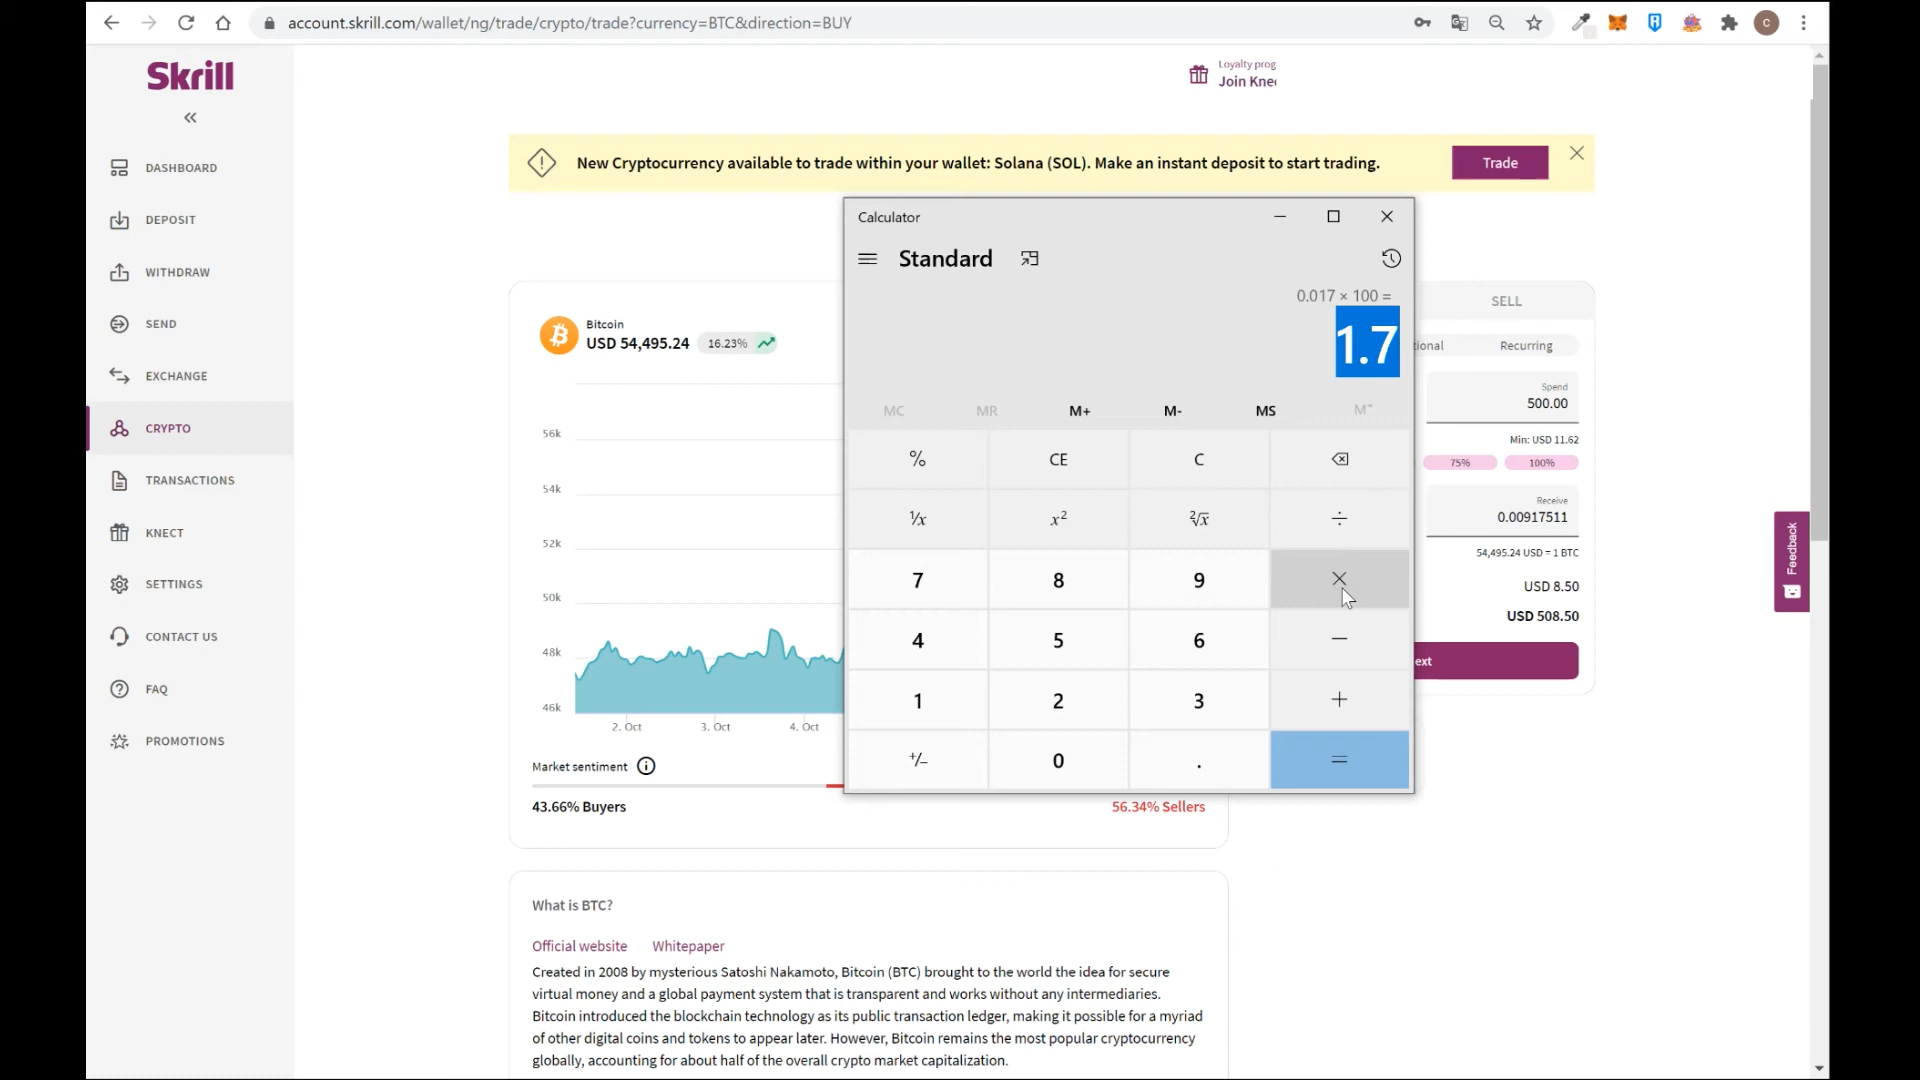 account.skrill.com/wallet/ng/trade/crypto/trade?currency=BTC&direction=BUY
C
Skrill
Loyalty prog
Join Knec
DASHBOARD
DEPOSIT
WITHDRAW
SEND
EXCHANGE
CRYPTO
TRANSACTIONS
KNECT
SETTINGS
CONTACT US
FAQ
PROMOTIONS
New Cryptocurrency available to trade within your wallet: Solana (SOL). Make an instant deposit to start trading.
Trade
Bitcoin
USD 54,495.24
16.23%
56k
54k
52k
50k
48k
46k
2. Oct
3. Oct
4. Oct
Market sentiment
43.66% Buyers
56.34% Sellers
Calculator
Standard
0.017 × 100 =
1.7
MC MR M+ M- MS M˅
% CE C
⅟x x² ²√x ÷
7 8 9 ×
4 5 6 −
1 2 3 +
+/− 0 . =
SELL
tional
Recurring
Spend
500.00
Min: USD 11.62
75%
100%
Receive
0.00917511
54,495.24 USD = 1 BTC
USD 8.50
USD 508.50
ext
Feedback
What is BTC?
Official website
Whitepaper
Created in 2008 by mysterious Satoshi Nakamoto, Bitcoin (BTC) brought to the world the idea for secure
virtual money and a global payment system that is transparent and works without any intermediaries.
Bitcoin introduced the blockchain technology as its public transaction ledger, making it possible for a myriad
of other digital coins and tokens to appear later. However, Bitcoin remains the most popular cryptocurrency
globally, accounting for about half of the overall crypto market capitalization.